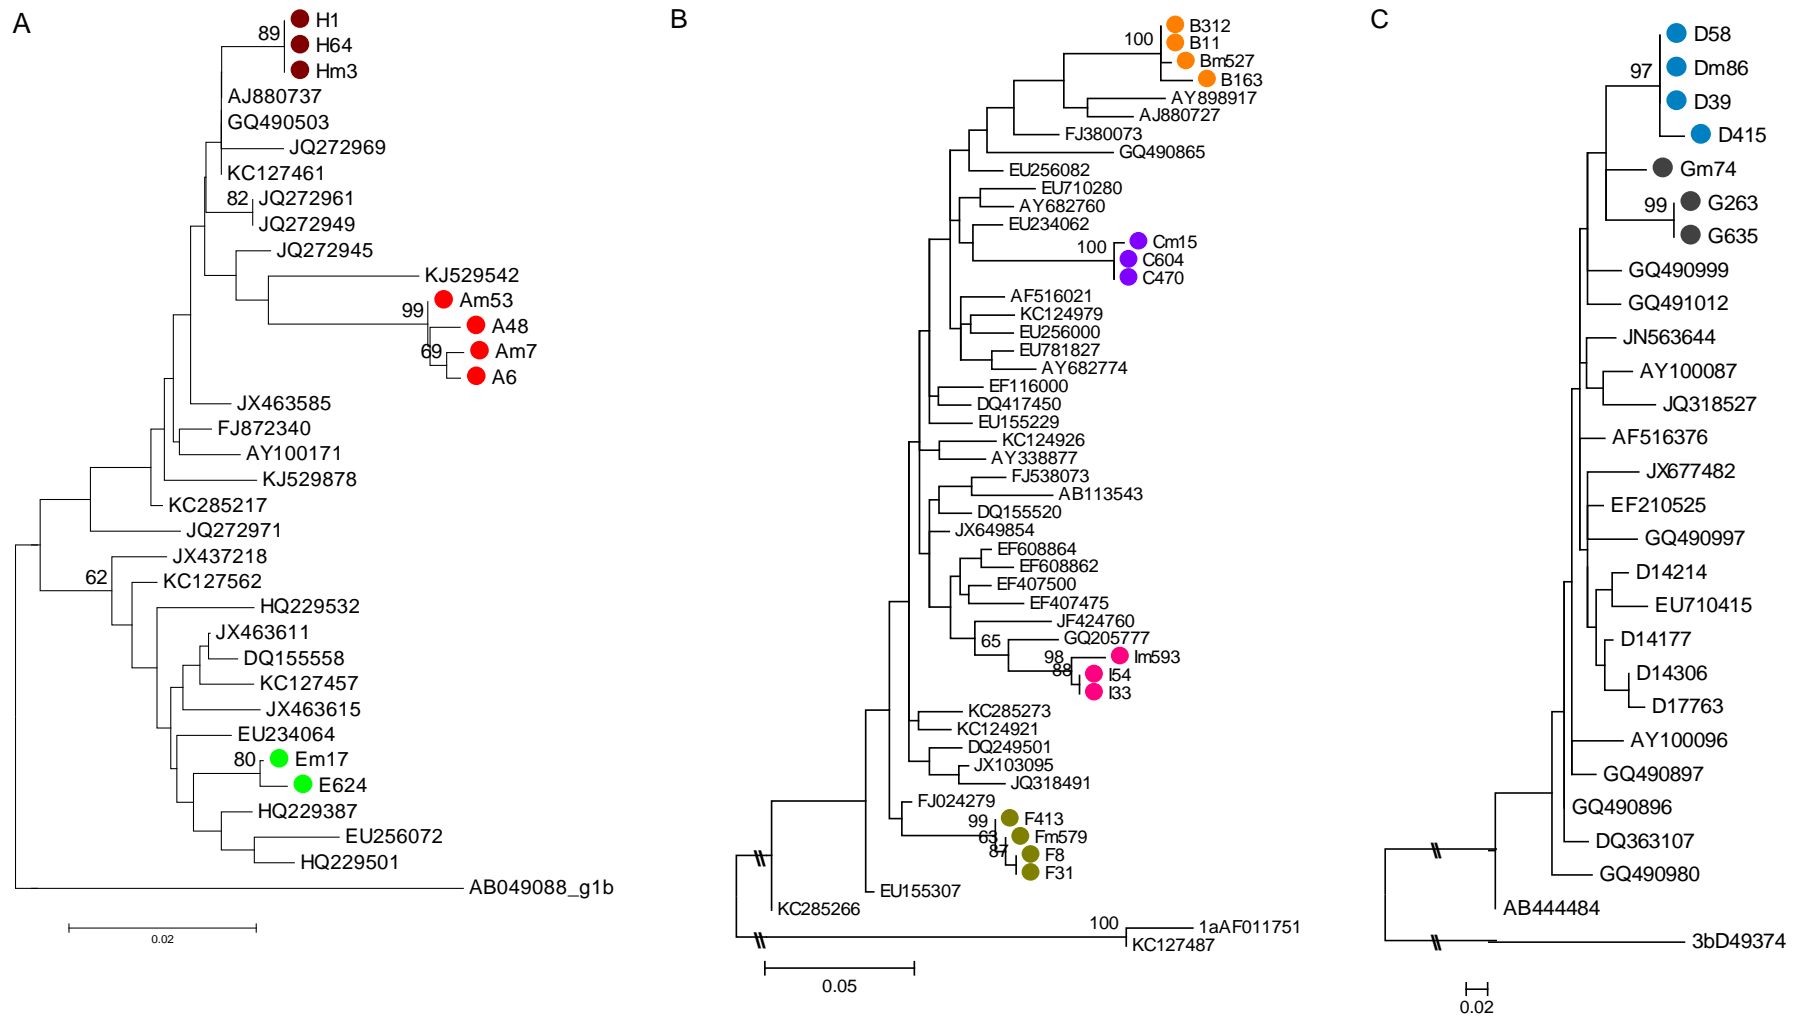 A
89
H1
H64
Hm3
AJ880737
GQ490503
JQ272969
KC127461
82
JQ272961
JQ272949
JQ272945
KJ529542
99
Am53
A48
69
Am7
A6
JX463585
FJ872340
AY100171
KJ529878
KC285217
JQ272971
JX437218
62
KC127562
HQ229532
JX463611
DQ155558
KC127457
JX463615
EU234064
80
Em17
E624
HQ229387
EU256072
HQ229501
AB049088_g1b
0.02
B
100
B312
B11
Bm527
B163
AY898917
AJ880727
FJ380073
GQ490865
EU256082
EU710280
AY682760
EU234062
100
Cm15
C604
C470
AF516021
KC124979
EU256000
EU781827
AY682774
EF116000
DQ417450
EU155229
KC124926
AY338877
FJ538073
AB113543
DQ155520
JX649854
EF608864
EF608862
EF407500
EF407475
JF424760
65
GQ205777
98
Im593
88
I54
I33
KC285273
KC124921
DQ249501
JX103095
JQ318491
FJ024279
99
F413
63
Fm579
87
F8
F31
EU155307
KC285266
100
1aAF011751
KC127487
0.05
C
97
D58
Dm86
D39
D415
Gm74
99
G263
G635
GQ490999
GQ491012
JN563644
AY100087
JQ318527
AF516376
JX677482
EF210525
GQ490997
D14214
EU710415
D14177
D14306
D17763
AY100096
GQ490897
GQ490896
DQ363107
GQ490980
AB444484
3bD49374
0.02